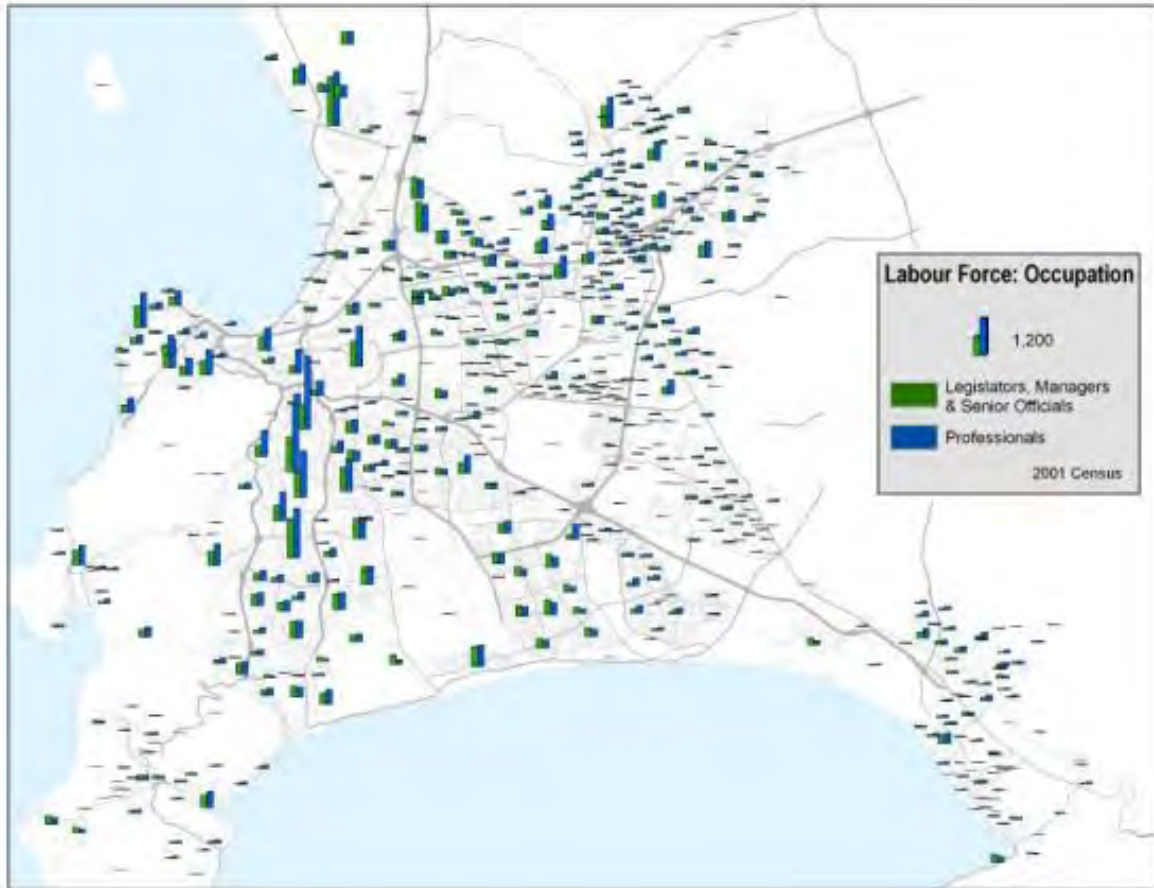 Labour Force: Occupation
1,200
Legislators, Managers
& Senior Officials
Professionals
2001 Census